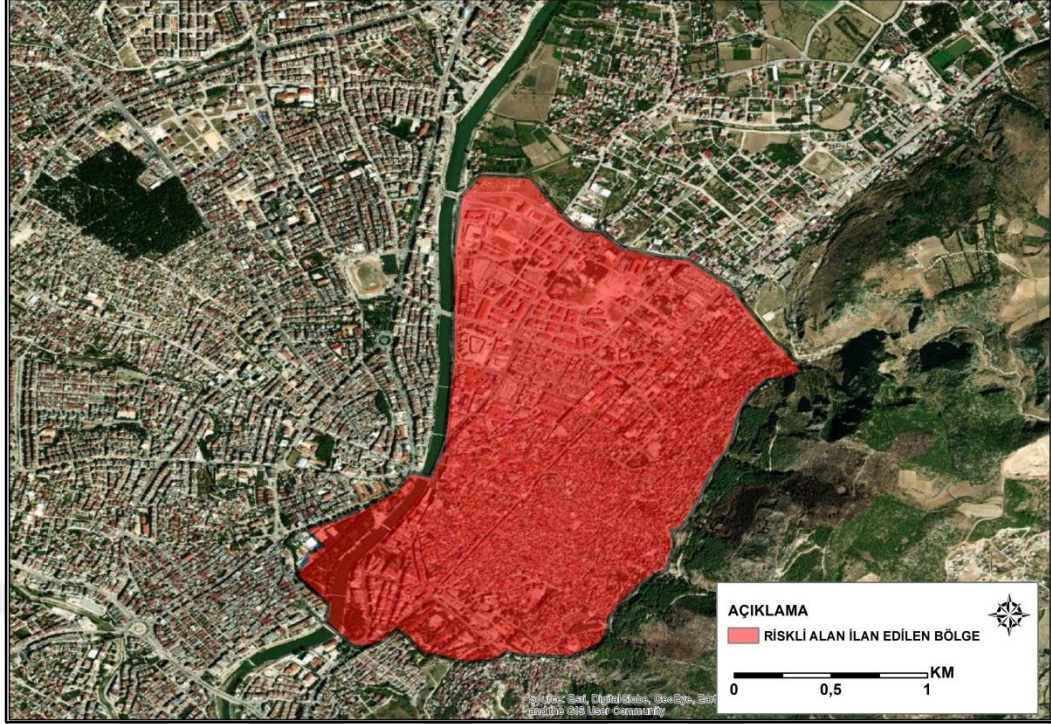 AÇIKLAMA
RİSKLİ ALAN İLAN EDİLEN BÖLGE
KM
0 0,5 1
Source: Esri, DigitalGlobe, GeoEye,
and the GIS User Community